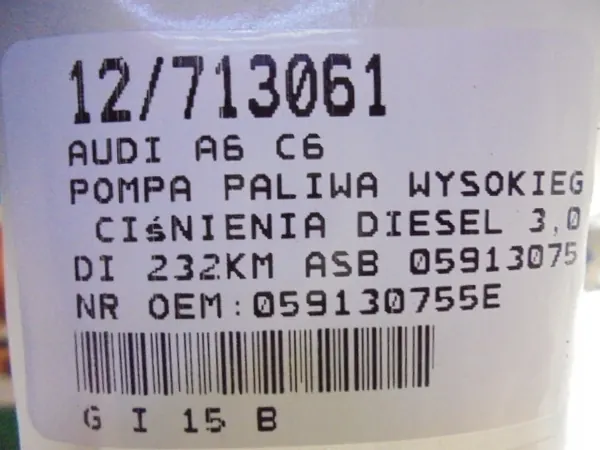 12/713061
AUDI A6 C6
POMPA PALIWA WYSOKIEG
CIśNIENIA DIESEL 3,0
DI 232KM ASB 05913075
NR OEM:059130755E
G I 15 B